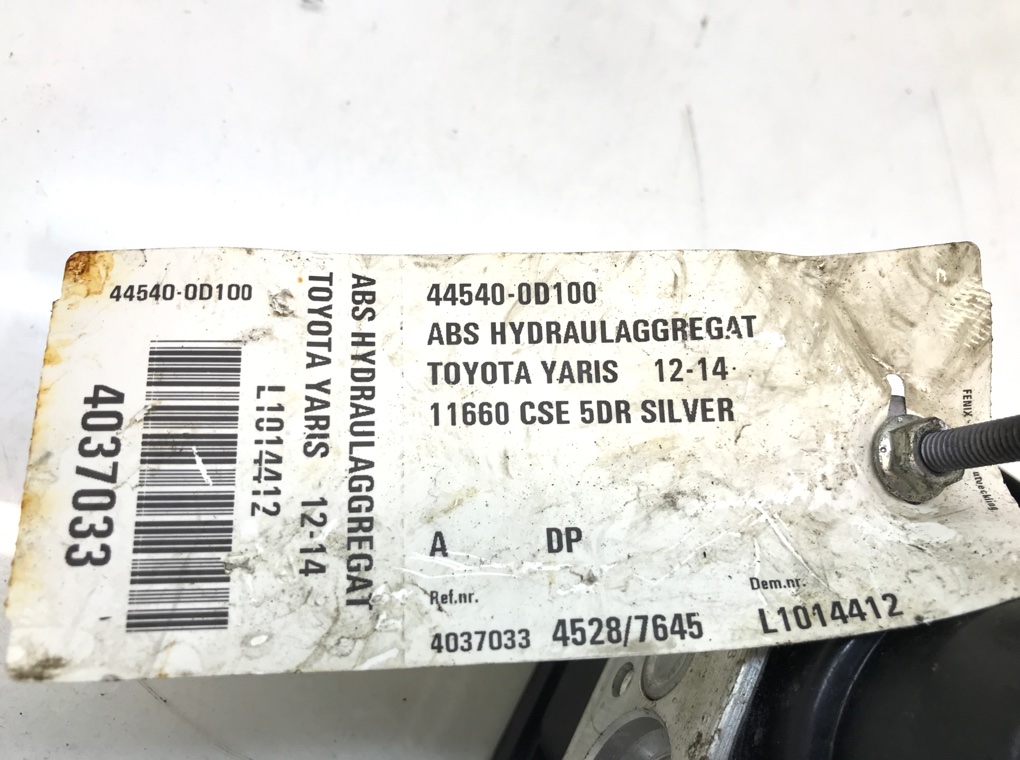 44540-0D100
4037033
L1014412
TOYOTA YARIS 12-14
ABS HYDRAULAGGREGAT
44540-0D100
ABS HYDRAULAGGREGAT
TOYOTA YARIS 12-14
11660 CSE 5DR SILVER
A DP
Ref.nr. Dem.nr.
4037033 4528/7645 L1014412
FENIX